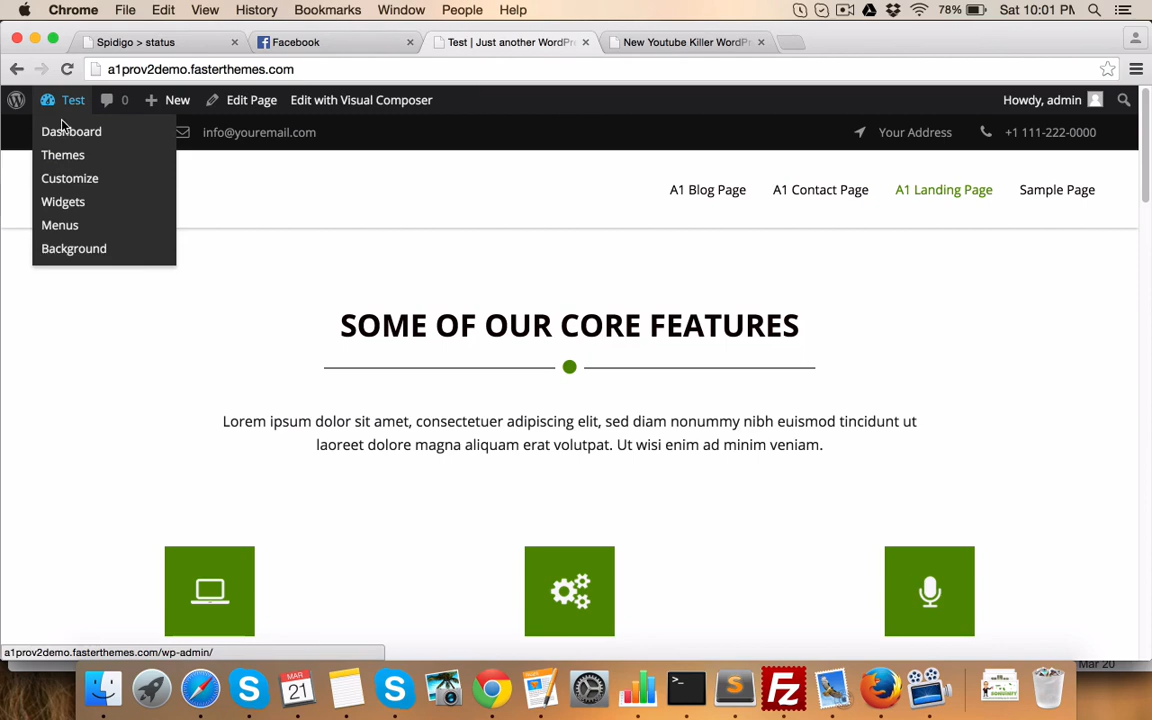 Chrome File Edit View History Bookmarks Window People Help 78% Sat 10:01 PM
Spidigo > status Facebook Test | Just another WordPr New Youtube Killer WordPr
a1prov2demo.fasterthemes.com
Test 0 New Edit Page Edit with Visual Composer Howdy, admin
Dashboard info@youremail.com Your Address +1 111-222-0000
Themes
Customize
Widgets
Menus
Background
A1 Blog Page A1 Contact Page A1 Landing Page Sample Page
SOME OF OUR CORE FEATURES
Lorem ipsum dolor sit amet, consectetuer adipiscing elit, sed diam nonummy nibh euismod tincidunt ut
laoreet dolore magna aliquam erat volutpat. Ut wisi enim ad minim veniam.
a1prov2demo.fasterthemes.com/wp-admin/
Mar 20
MAR
21
Fz